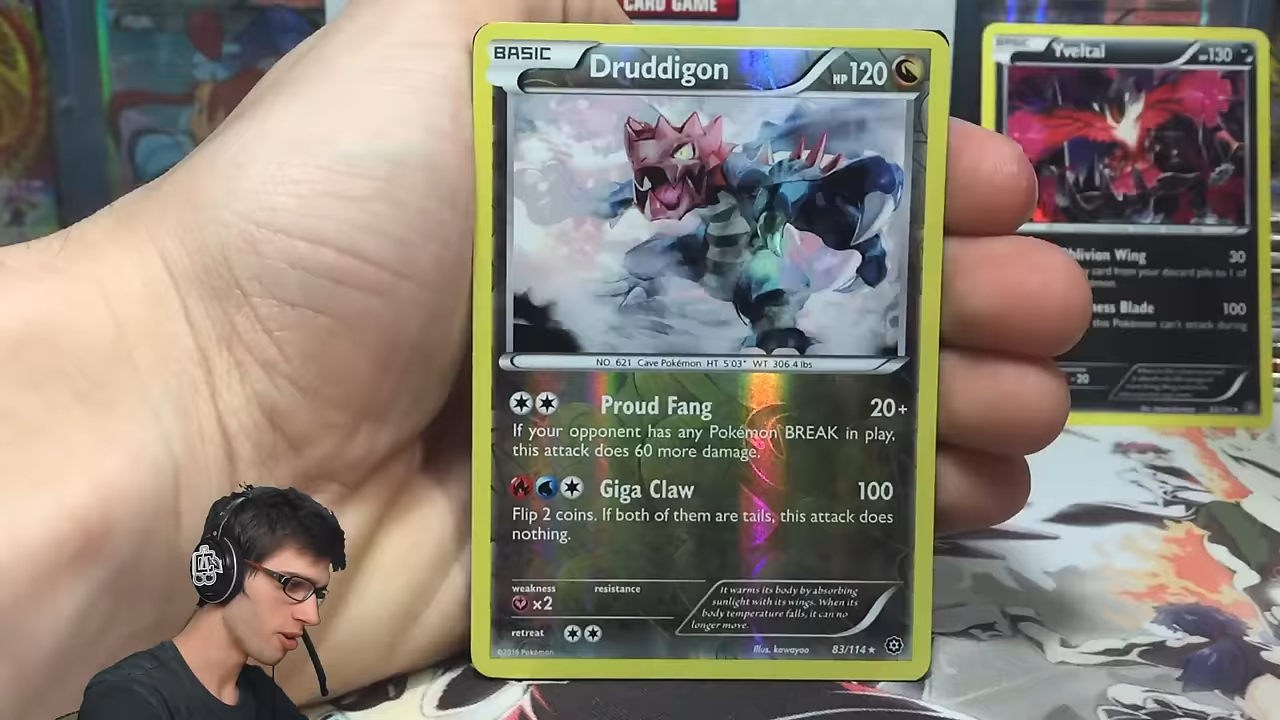 CARD GAME
BASIC
Druddigon
HP 120
NO. 621 Cave Pokémon HT 5'03" WT 306.4 lbs
Proud Fang 20+
If your opponent has any Pokémon BREAK in play,
this attack does 60 more damage.
Giga Claw 100
Flip 2 coins. If both of them are tails, this attack does
nothing.
weakness resistance
×2
It warms its body by absorbing
sunlight with its wings. When its
body temperature falls, it can no
longer move.
retreat
©2016 Pokémon
Illus. kawayoo
83/114 ★
BASIC
Yveltal
HP 130
Oblivion Wing 30
card from your discard pile to 1 of
ness Blade 100
this Pokémon can't attack during
-20